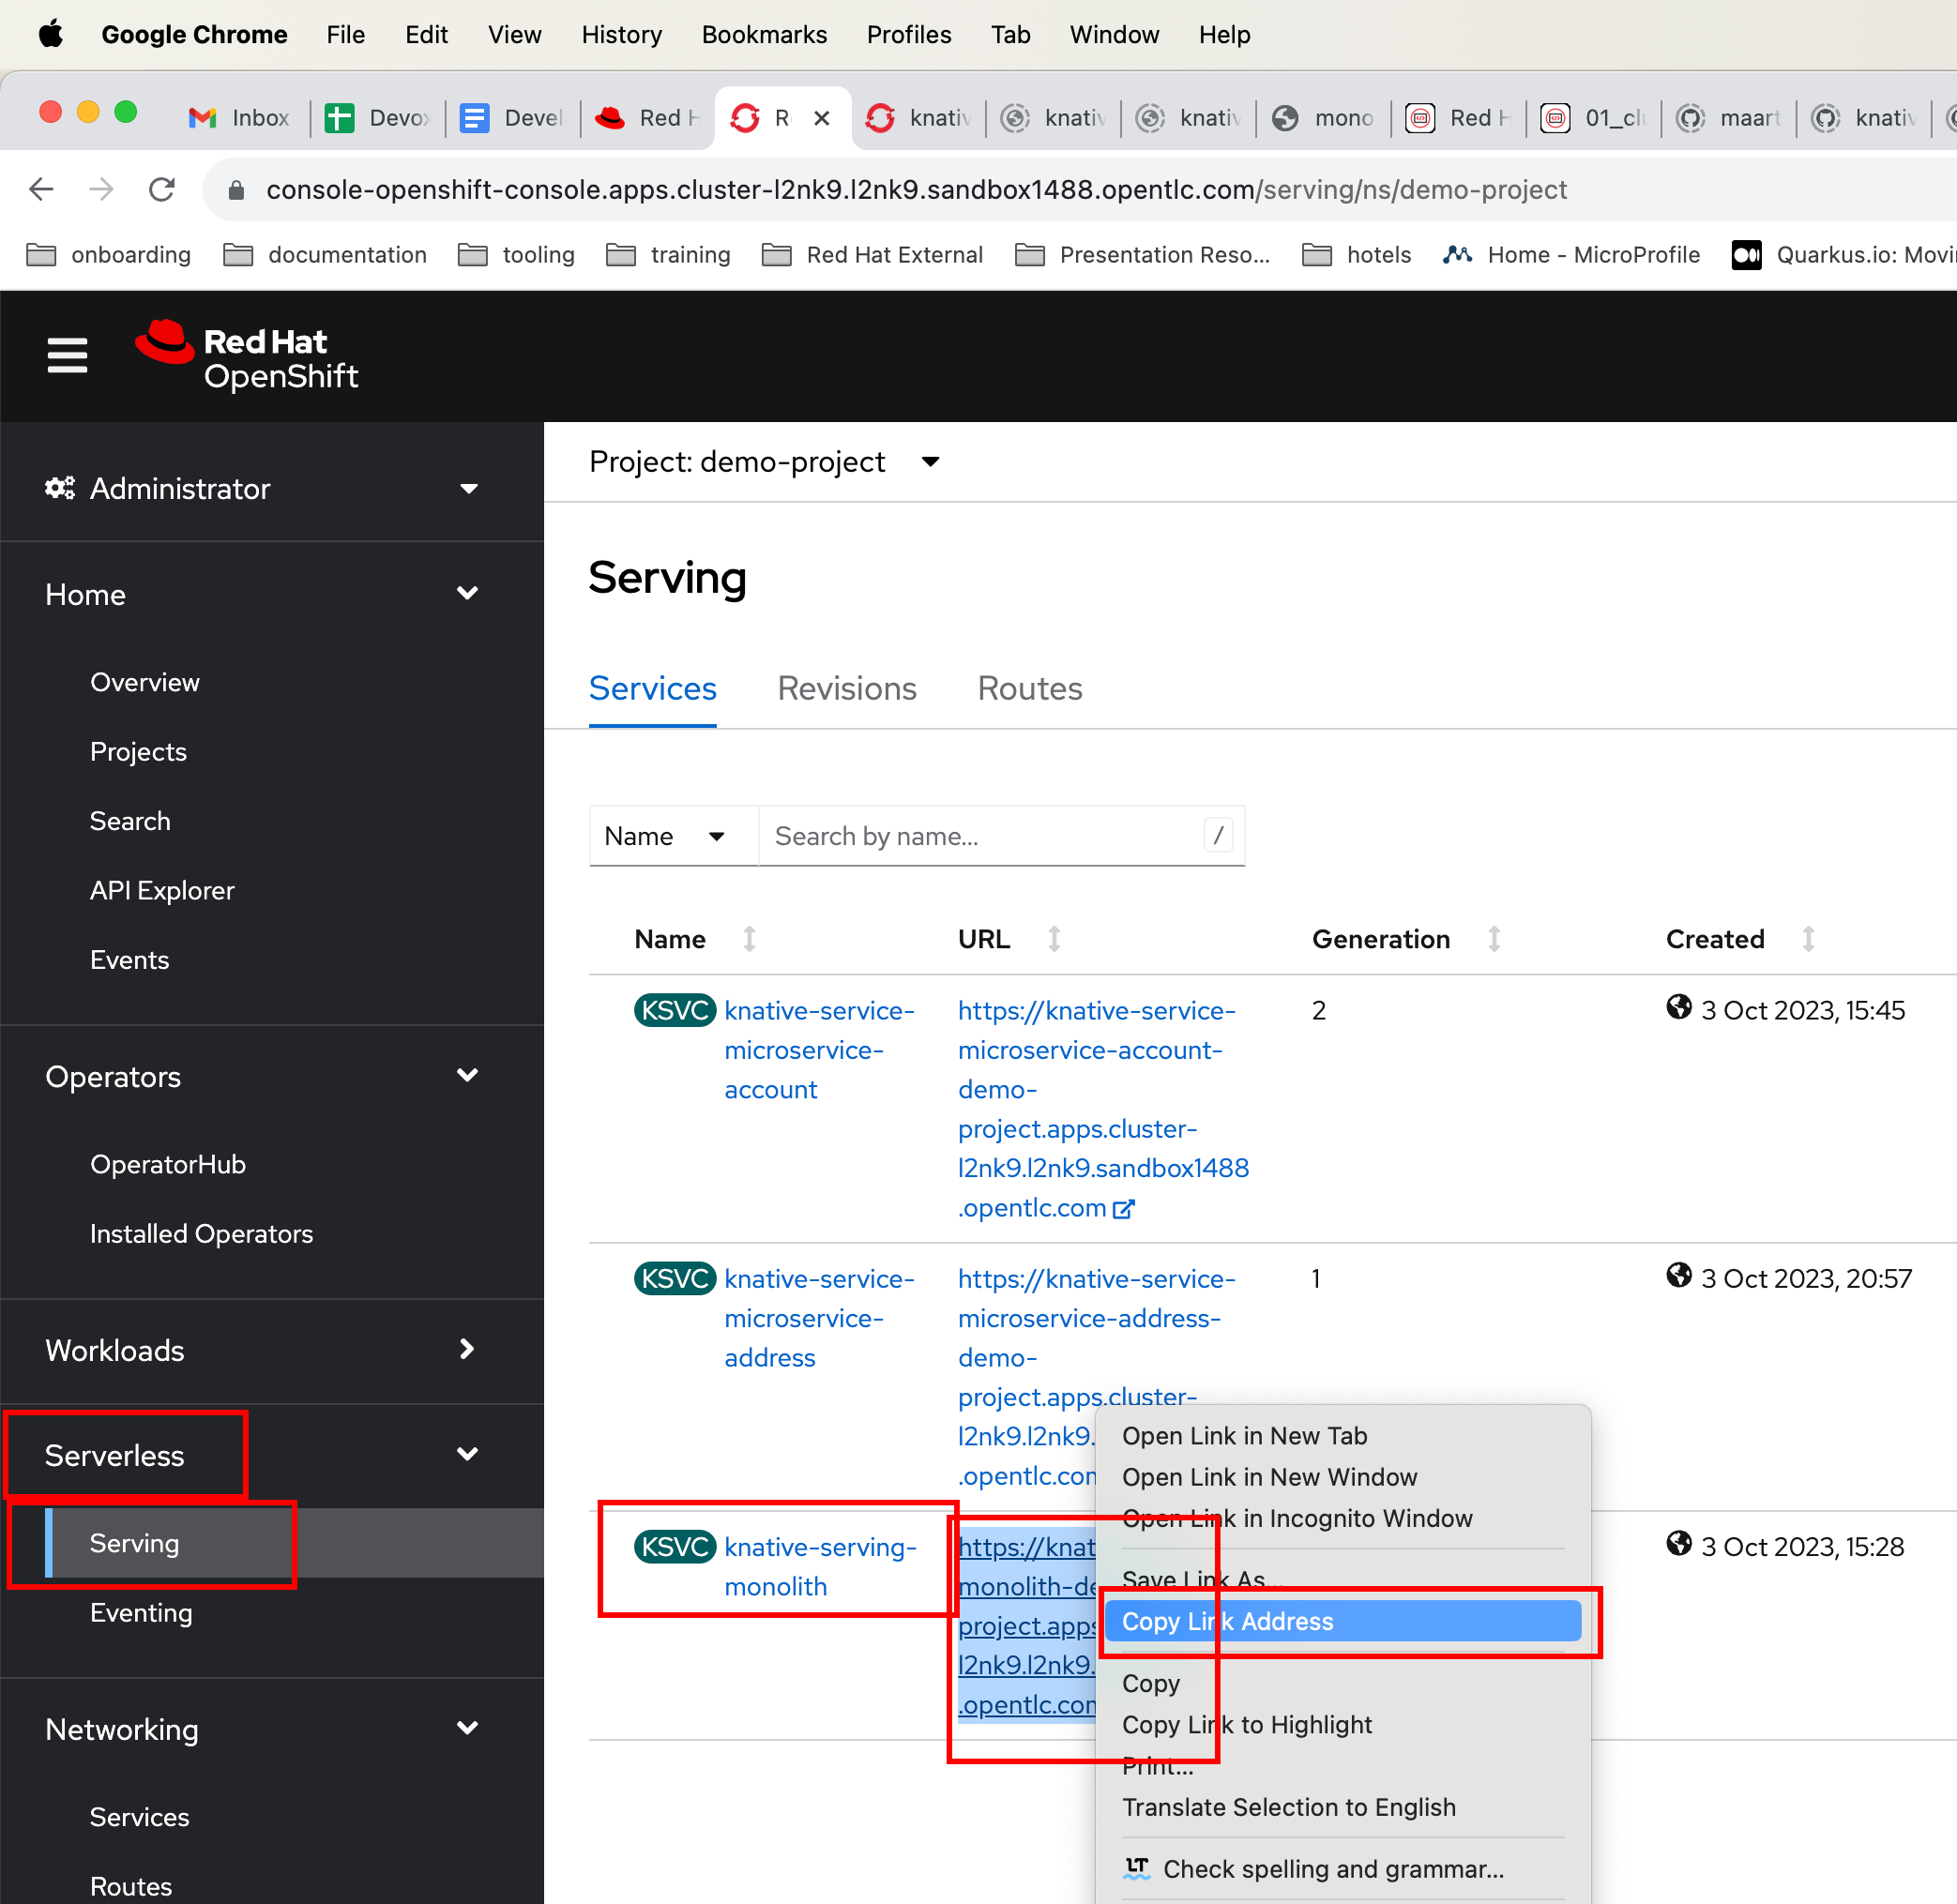 Google Chrome File Edit View History Bookmarks Profiles Tab Window Help
Inbox Devox Devel Red H R knativ knativ knativ mono Red H 01_clu maart knativ
console-openshift-console.apps.cluster-l2nk9.l2nk9.sandbox1488.opentlc.com/serving/ns/demo-project
onboarding documentation tooling training Red Hat External Presentation Reso... hotels Home - MicroProfile Quarkus.io: Movi
Red Hat
OpenShift
Administrator
Home
Overview
Projects
Search
API Explorer
Events
Operators
OperatorHub
Installed Operators
Workloads
Serverless
Serving
Eventing
Networking
Services
Routes
Project: demo-project
Serving
Services Revisions Routes
Name Search by name... /
Name URL Generation Created
KSVC knative-service-
microservice-
account
https://knative-service-
microservice-account-
demo-
project.apps.cluster-
l2nk9.l2nk9.sandbox1488
.opentlc.com
2
3 Oct 2023, 15:45
KSVC knative-service-
microservice-
address
https://knative-service-
microservice-address-
demo-
project.apps.cluster-
l2nk9.l2nk9.
.opentlc.com
1
3 Oct 2023, 20:57
KSVC knative-serving-
monolith
https://knat
monolith-de
project.apps
l2nk9.l2nk9.
.opentlc.com
3 Oct 2023, 15:28
Open Link in New Tab
Open Link in New Window
Open Link in Incognito Window
Save Link As...
Copy Link Address
Copy
Copy Link to Highlight
Print...
Translate Selection to English
LT Check spelling and grammar...